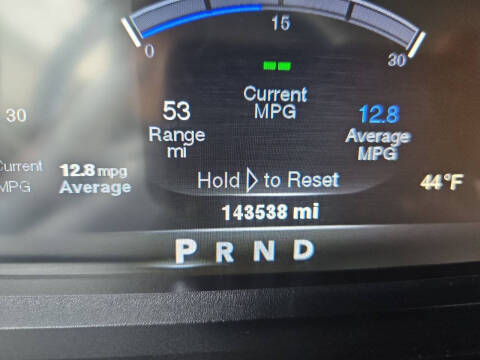 0 15 30
Current
MPG
53
Range
mi
12.8
Average
MPG
30
Current
MPG
12.8 mpg
Average
Hold ▷ to Reset
44°F
143538 mi
P R N D